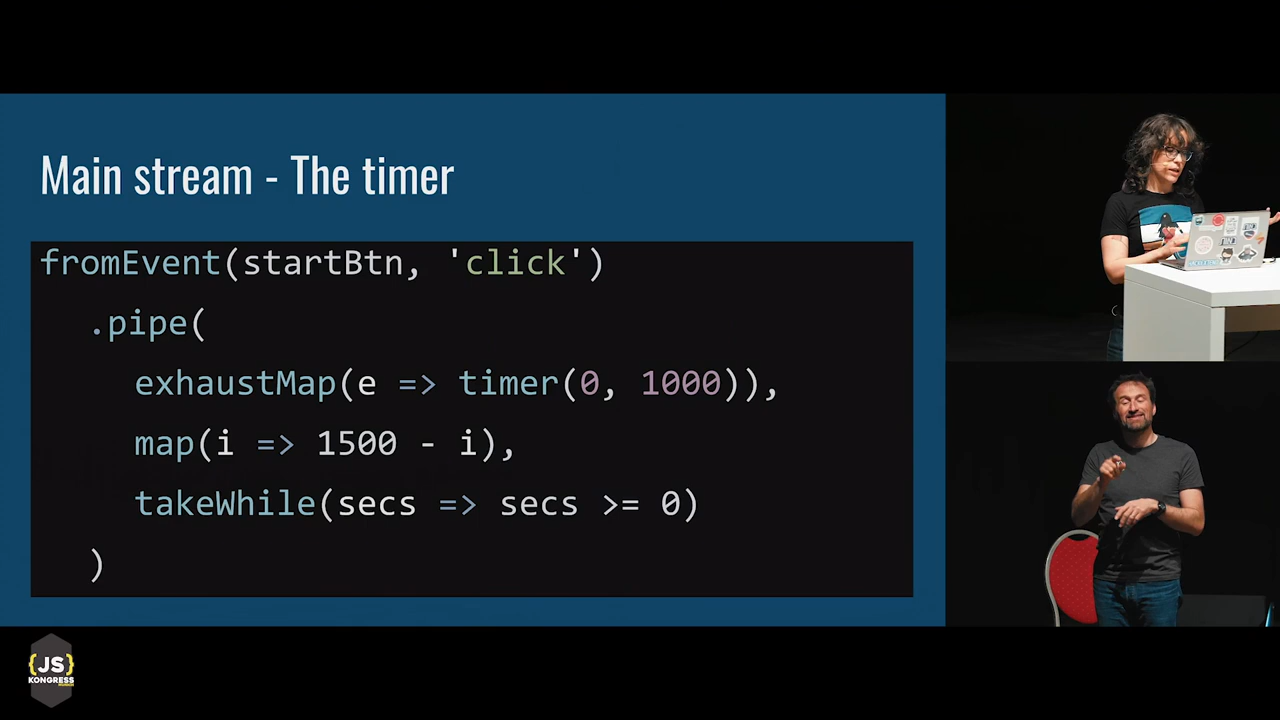 Main stream - The timer
fromEvent(startBtn, 'click')
.pipe(
exhaustMap(e => timer(0, 1000)),
map(i => 1500 - i),
takeWhile(secs => secs >= 0)
)
{JS}
KONGRESS